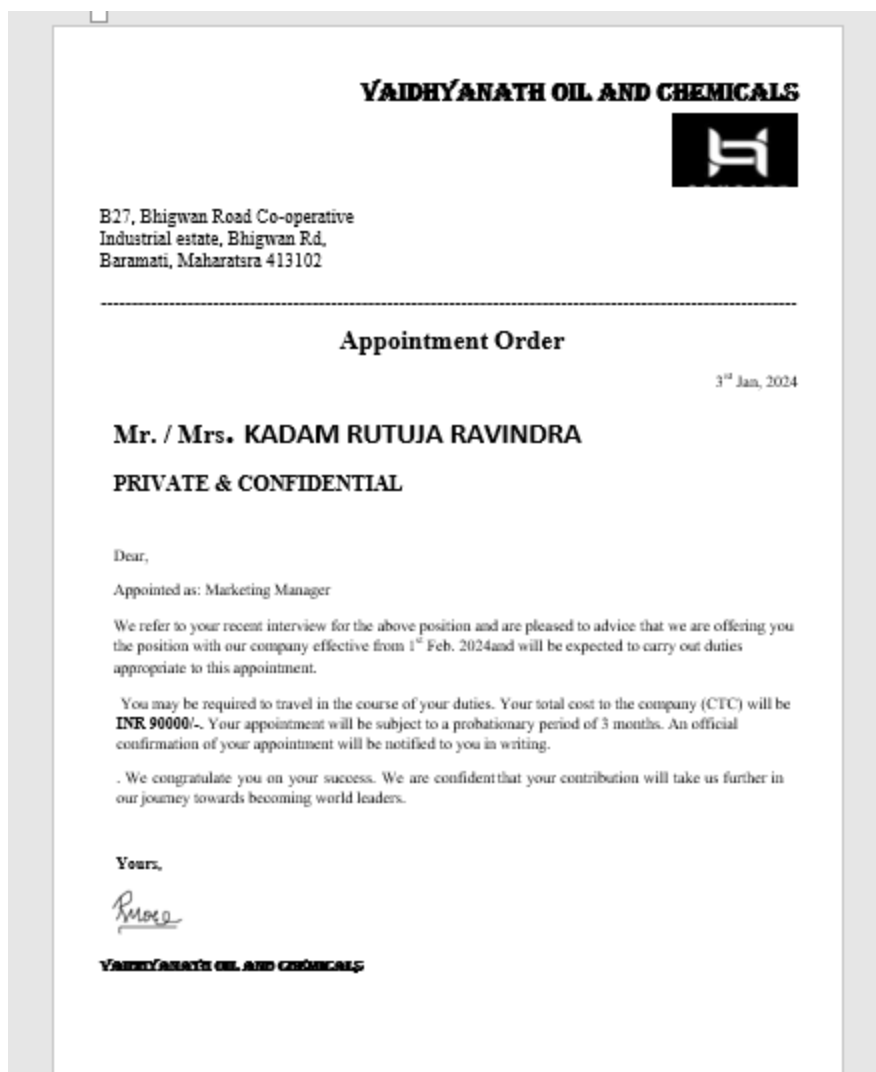 VAIDHYANATH OIL AND CHEMICALS
B27, Bhigwan Road Co-operative
Industrial estate, Bhigwan Rd,
Baramati, Maharatsra 413102
Appointment Order
3rd Jan, 2024
Mr. / Mrs. KADAM RUTUJA RAVINDRA
PRIVATE & CONFIDENTIAL
Dear,
Appointed as: Marketing Manager
We refer to your recent interview for the above position and are pleased to advice that we are offering you
the position with our company effective from 1st Feb. 2024and will be expected to carry out duties
appropriate to this appointment.
You may be required to travel in the course of your duties. Your total cost to the company (CTC) will be
INR 90000/-. Your appointment will be subject to a probationary period of 3 months. An official
confirmation of your appointment will be notified to you in writing.
. We congratulate you on your success. We are confident that your contribution will take us further in
our journey towards becoming world leaders.
Yours,
VAIDHYANATH OIL AND CHEMICALS